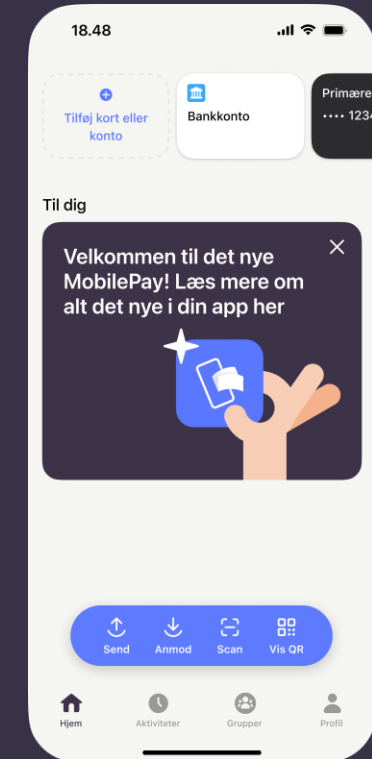 18.48
Tilføj kort eller
konto
Bankkonto
Primære
•••• 1234
Til dig
Velkommen til det nye
MobilePay! Læs mere om
alt det nye i din app her
Send Anmod Scan Vis QR
Hjem Aktiviteter Grupper Profil